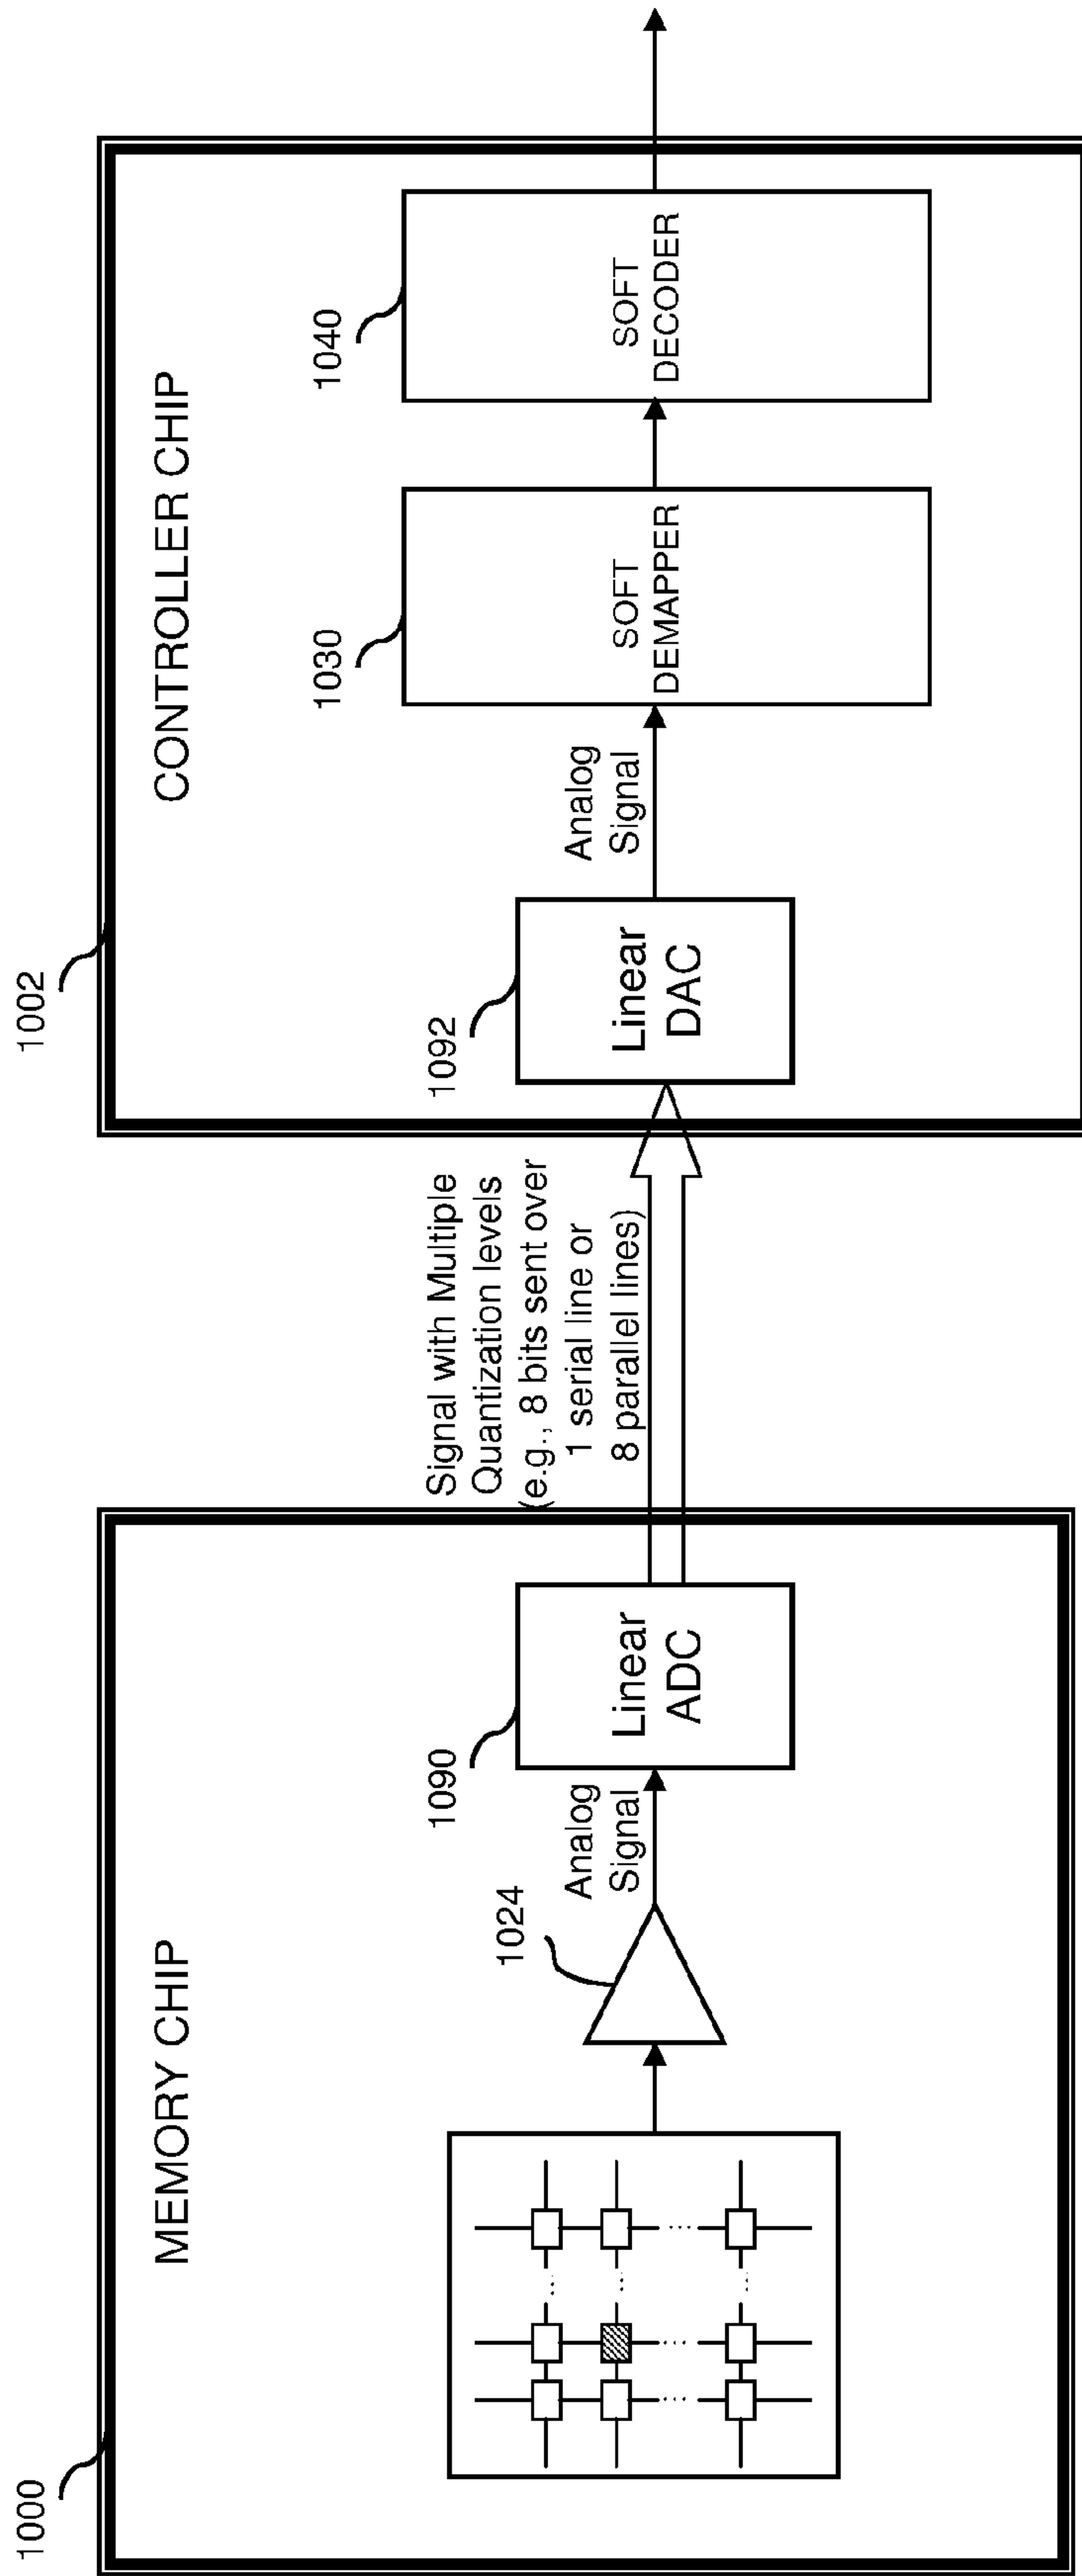 1000
MEMORY CHIP
1024
Analog
Signal
1090
Linear
ADC
Signal with Multiple
Quantization levels
(e.g., 8 bits sent over
1 serial line or
8 parallel lines)
1002
CONTROLLER CHIP
1092
Linear
DAC
Analog
Signal
1030
SOFT
DEMAPPER
1040
SOFT
DECODER